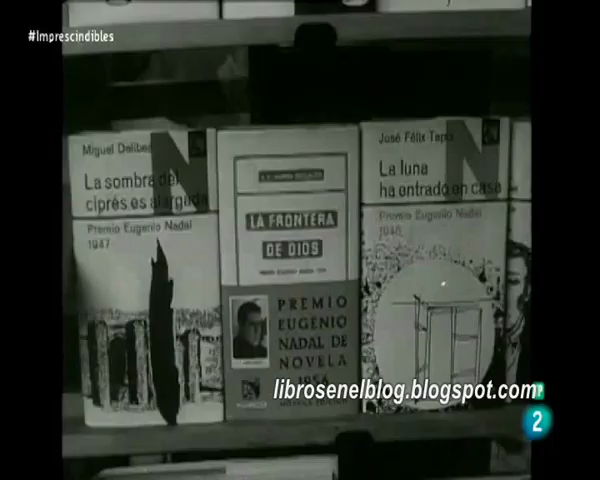 #Imprescindibles
Miguel Delibes
N
La sombra del
ciprés es alargada
Premio Eugenio Nadal
1947
LA FRONTERA
DE DIOS
PREMIO
EUGENIO
NADAL DE
NOVELA
1956
José Félix Tapia
N
La luna
ha entrado en casa
Premio Eugenio Nadal
librosenelblog.blogspot.com
2